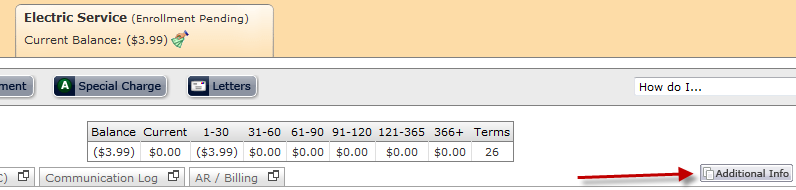 Electric Service (Enrollment Pending)
Current Balance: ($3.99)
ment A Special Charge Letters How do I...
Balance Current 1-30 31-60 61-90 91-120 121-365 366+ Terms
($3.99) $0.00 ($3.99) $0.00 $0.00 $0.00 $0.00 $0.00 26
C) Communication Log AR / Billing Additional Info